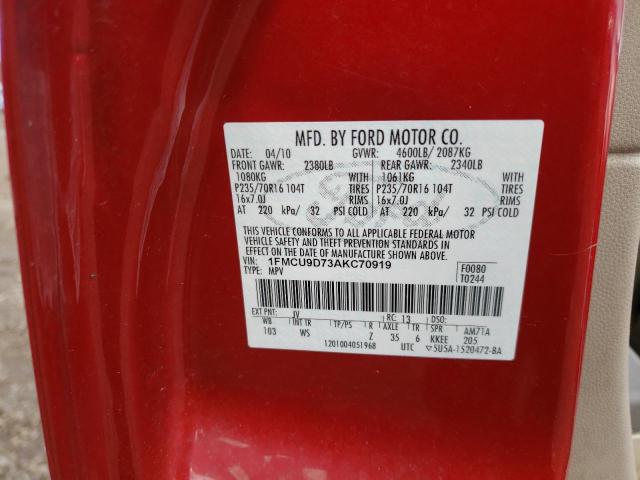 MFD. BY FORD MOTOR CO.
DATE: 04/10 GVWR: 4600LB/ 2087KG
FRONT GAWR: 2380LB REAR GAWR: 2340LB
1080KG WITH 1061KG WITH
P235/70R16 104T TIRES P235/70R16 104T TIRES
16x7.0J RIMS 16x7.0J RIMS
AT 220 kPa/ 32 PSI COLD AT 220 kPa/ 32 PSI COLD
THIS VEHICLE CONFORMS TO ALL APPLICABLE FEDERAL MOTOR
VEHICLE SAFETY AND THEFT PREVENTION STANDARDS IN
EFFECT ON THE DATE OF MANUFACTURE SHOWN ABOVE.
VIN: 1FMCU9D73AKC70919 F0080
TYPE: MPV T0244
EXT PNT: JV RC: 13 DSO:
WB INT TR TP/PS R AXLE TR SPR AM7TA
103 WS Z 35 6 KKEE 205
1201004051968 UTC 5U5A-1520472-BA